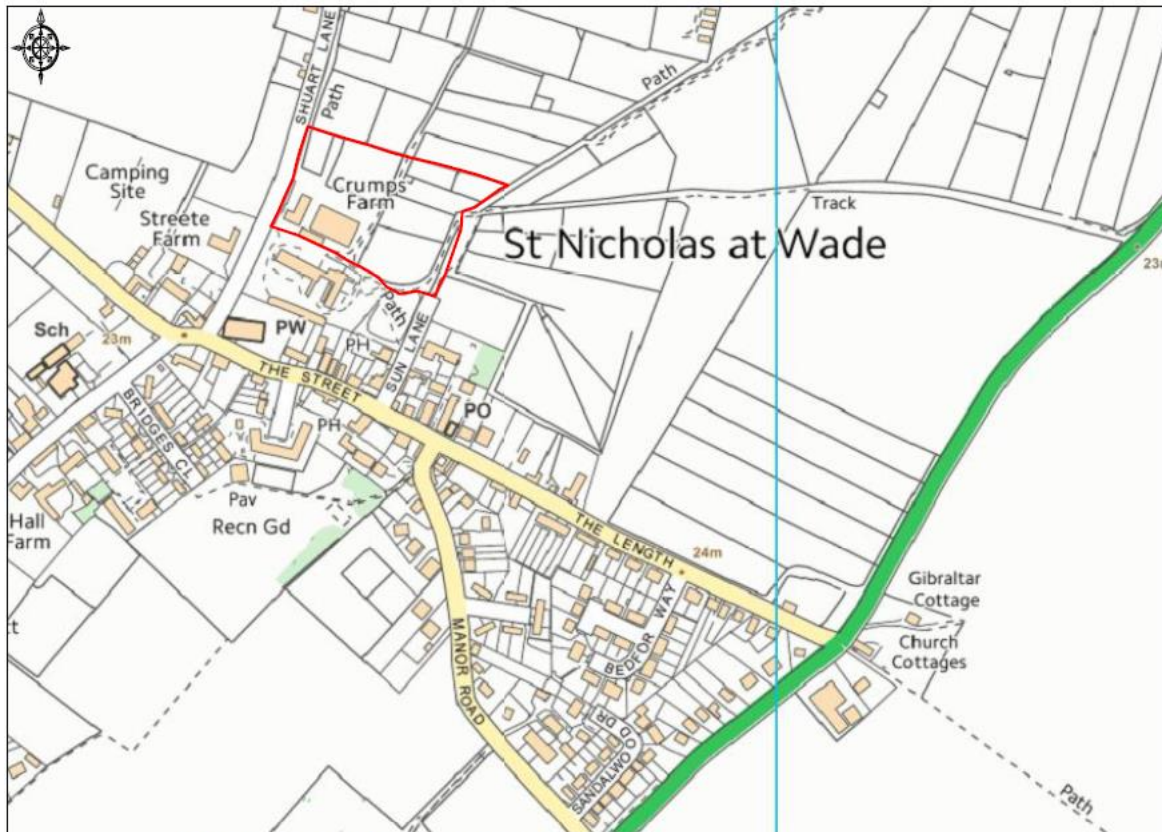 SHUART LANE
Path
Path
Camping
Site
Crumps
Farm
Streete
Farm
Track
St Nicholas at Wade
23m
Sch
23m
PW
Path
PH
SUN LANE
THE STREET
PO
BRIDGES CL
PH
Pav
Recn Gd
Hall
Farm
THE LENGTH
24m
Gibraltar
Cottage
BEDFOR WAY
Church
Cottages
tt
MANOR ROAD
SANDALWOOD DR
Path